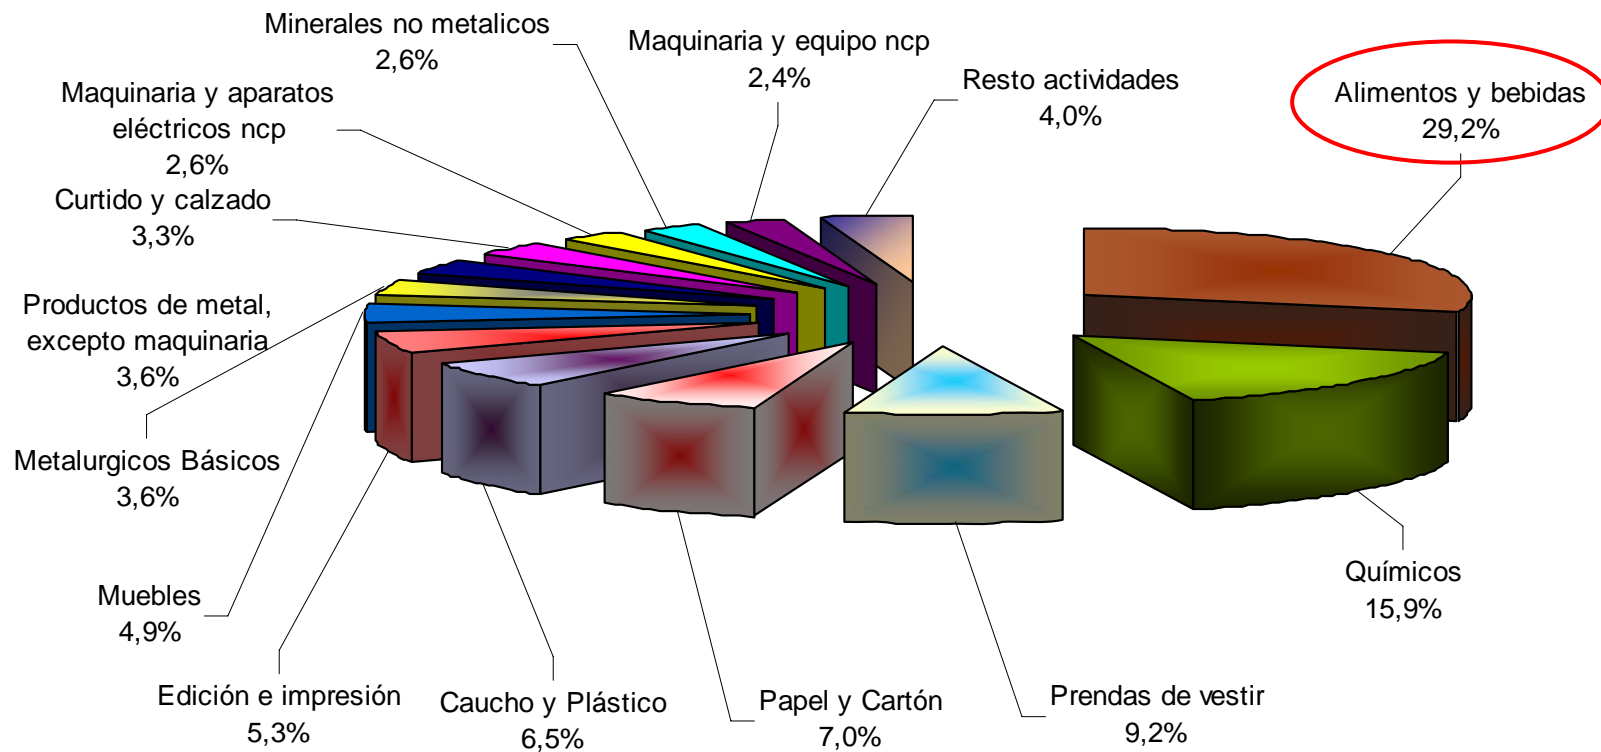 Minerales no metalicos
2,6%
Maquinaria y equipo ncp
2,4%
Resto actividades
4,0%
Alimentos y bebidas
29,2%
Maquinaria y aparatos
eléctricos ncp
2,6%
Curtido y calzado
3,3%
Productos de metal,
excepto maquinaria
3,6%
Metalurgicos Básicos
3,6%
Muebles
4,9%
Edición e impresión
5,3%
Caucho y Plástico
6,5%
Papel y Cartón
7,0%
Prendas de vestir
9,2%
Químicos
15,9%